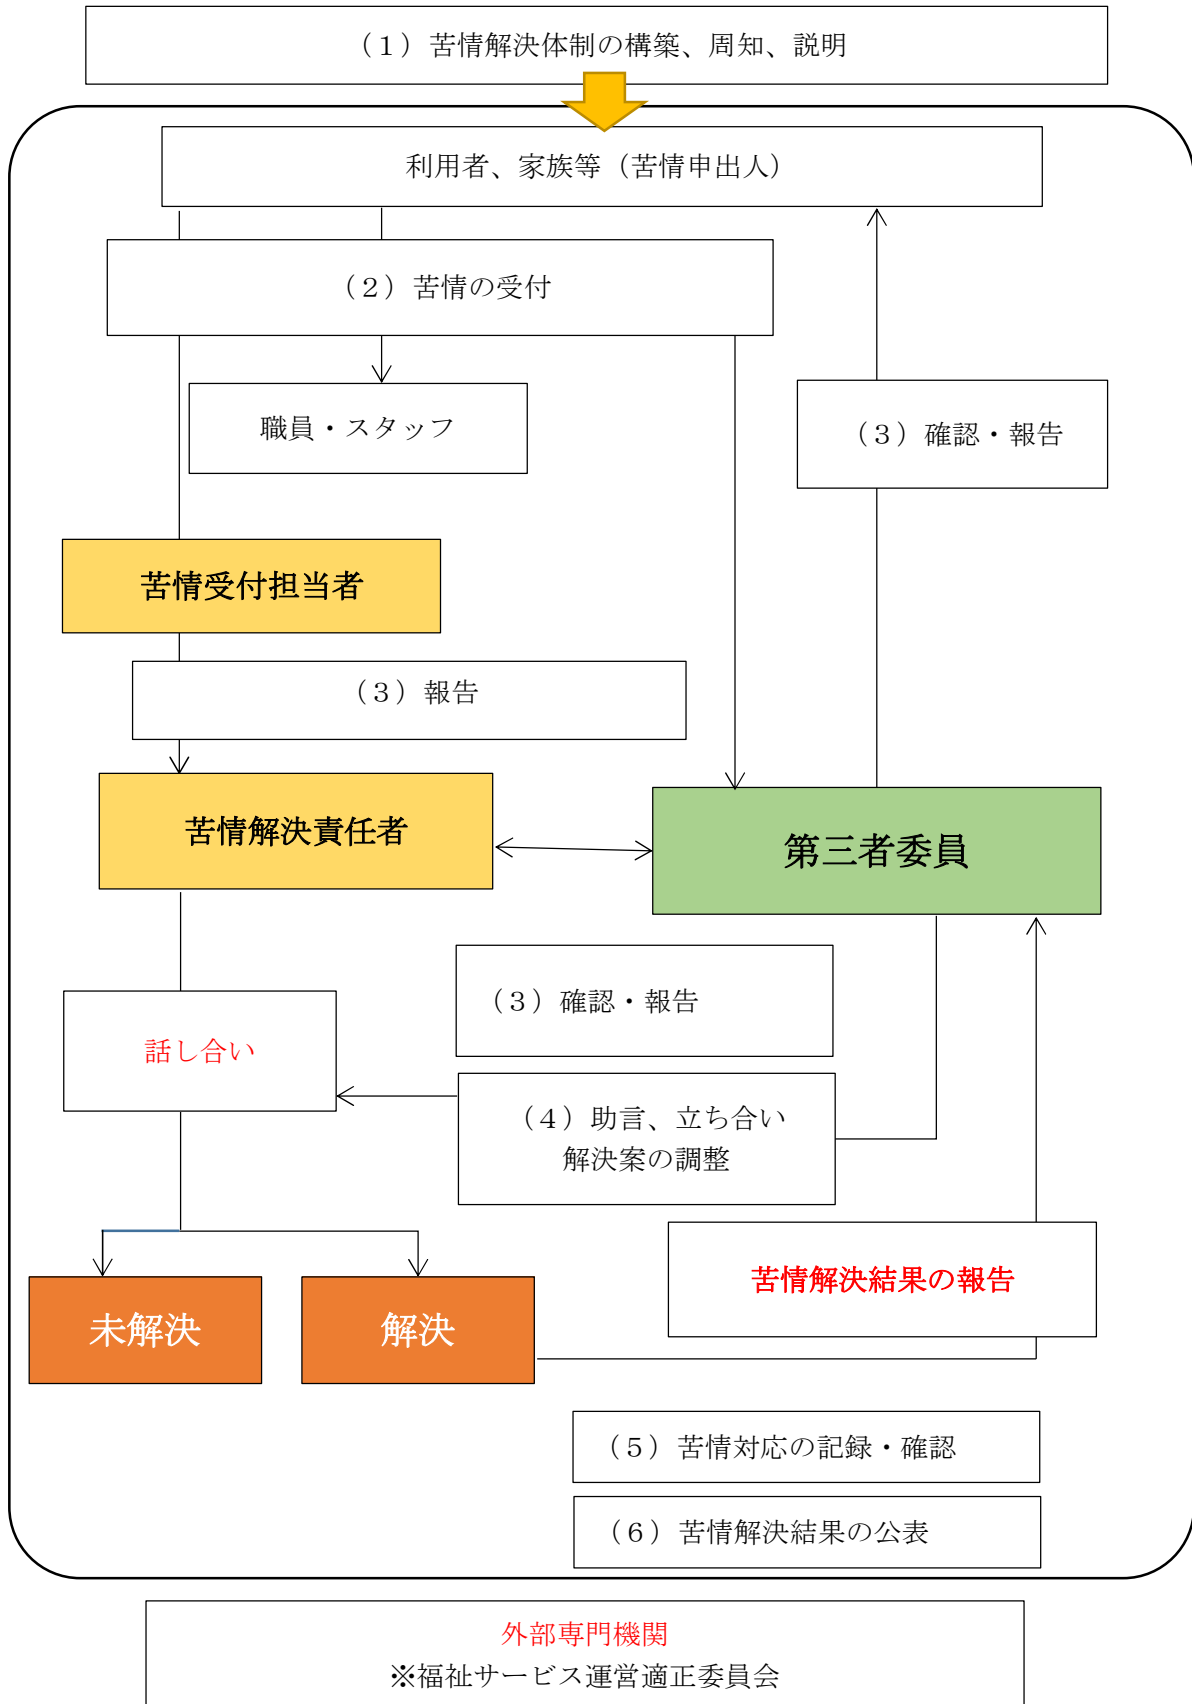 （１）苦情解決体制の構築、周知、説明
利用者、家族等（苦情申出人）
（２）苦情の受付
職員・スタッフ
（３）確認・報告
苦情受付担当者
（３）報告
苦情解決責任者
第三者委員
（３）確認・報告
話し合い
（４）助言、立ち合い
解決案の調整
苦情解決結果の報告
未解決
解決
（５）苦情対応の記録・確認
（６）苦情解決結果の公表
外部専門機関
※福祉サービス運営適正委員会